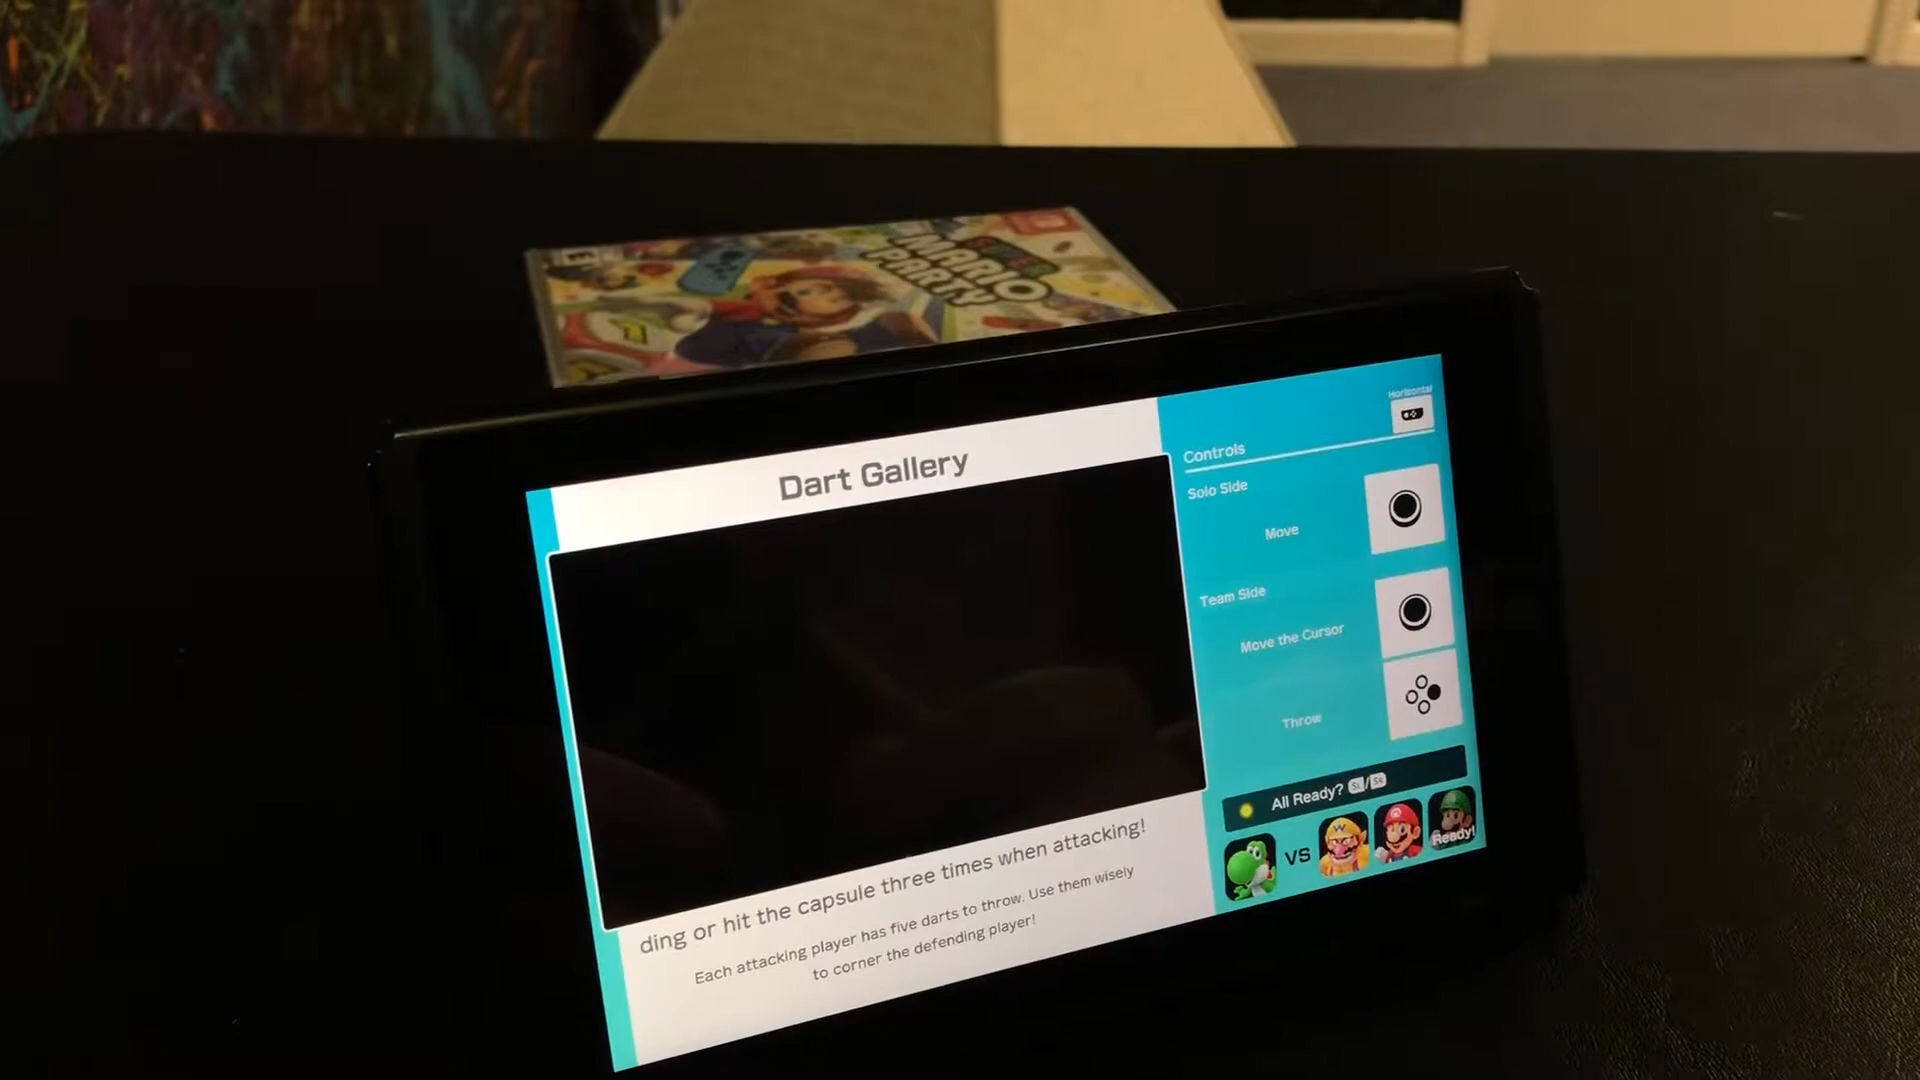 E
SUPER
MARIO
PARTY
Dart Gallery
Horizontal
Controls
Solo Side
Move
Team Side
Move the Cursor
Throw
All Ready? SL/SR
VS
Ready!
ding or hit the capsule three times when attacking!
Each attacking player has five darts to throw. Use them wisely
to corner the defending player!